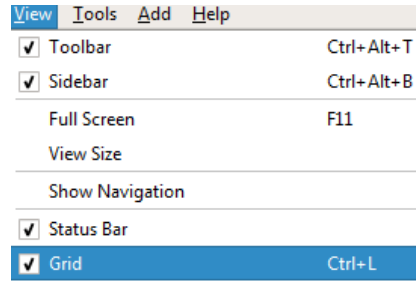 View Tools Add Help
Toolbar Ctrl+Alt+T
Sidebar Ctrl+Alt+B
Full Screen F11
View Size
Show Navigation
Status Bar
Grid Ctrl+L